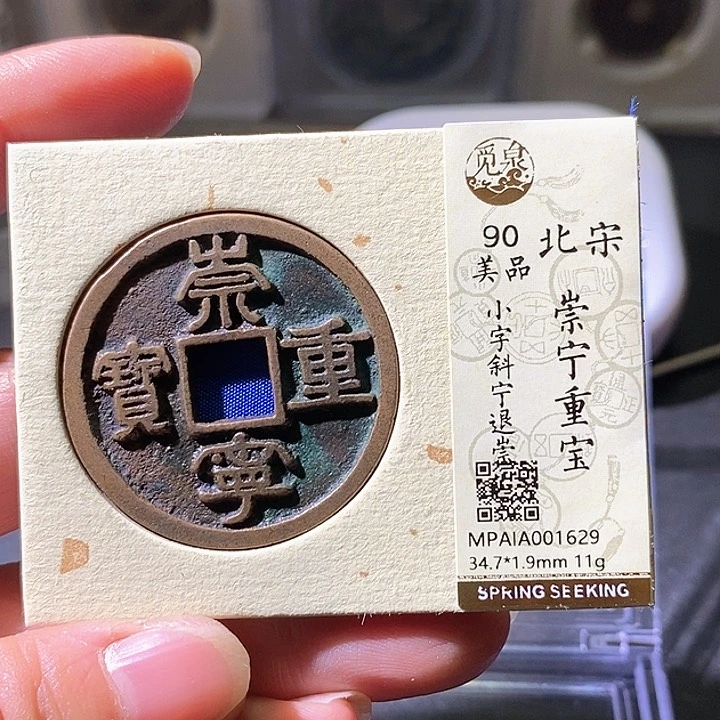 崇
寧
重
寶
觅泉
北宋
崇宁重宝
90
美品
小字斜宁退崇
MPAIA001629
34.7*1.9mm 11g
SPRING SEEKING